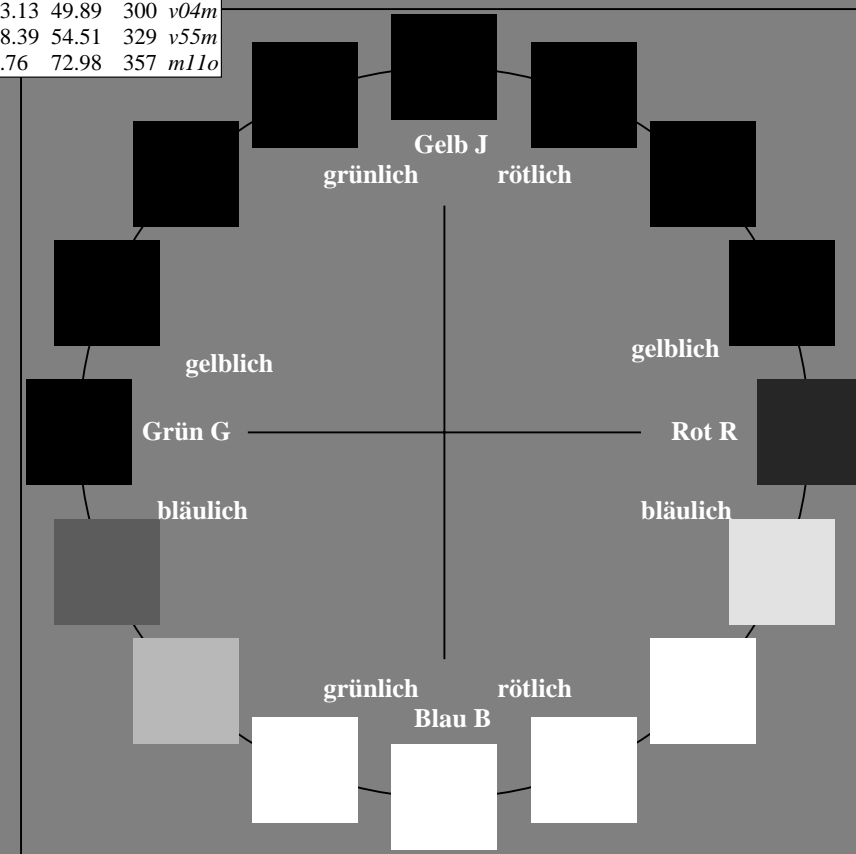 3.13 49.89 300 v04m
8.39 54.51 329 v55m
.76 72.98 357 m11o
Gelb J
grünlich rötlich
gelblich gelblich
Grün G Rot R
bläulich bläulich
grünlich rötlich
Blau B